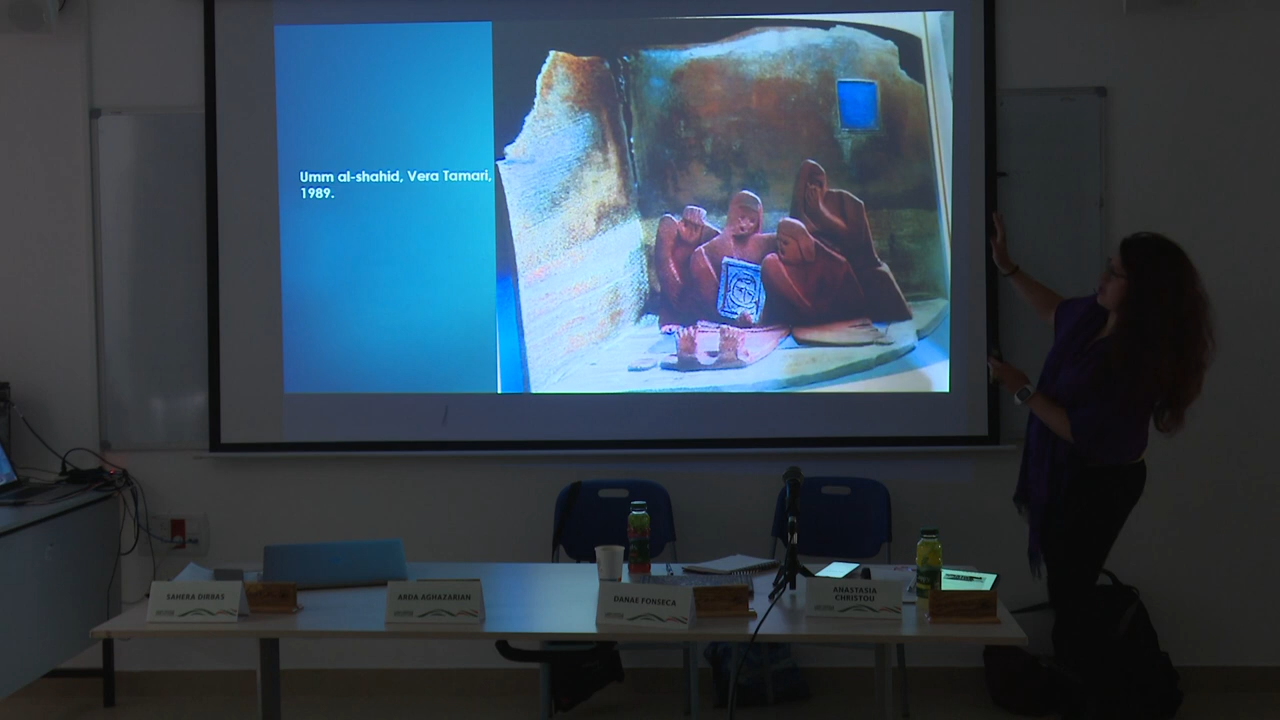 Umm al-shahid, Vera Tamari,
1989.
SAHERA DIRBAS
ARDA AGHAZARIAN
DANAE FONSECA
ANASTASIA
CHRISTOU